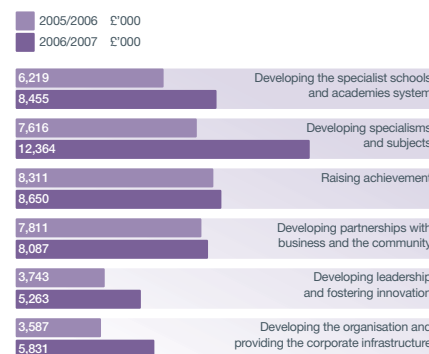 2005/2006 £'000
2006/2007 £'000
6,219 Developing the specialist schools
8,455 and academies system
7,616 Developing specialisms
12,364 and subjects
8,311 Raising achievement
8,650
7,811 Developing partnerships with
8,087 business and the community
3,743 Developing leadership
5,263 and fostering innovation
3,587 Developing the organisation and
5,831 providing the corporate infrastructure